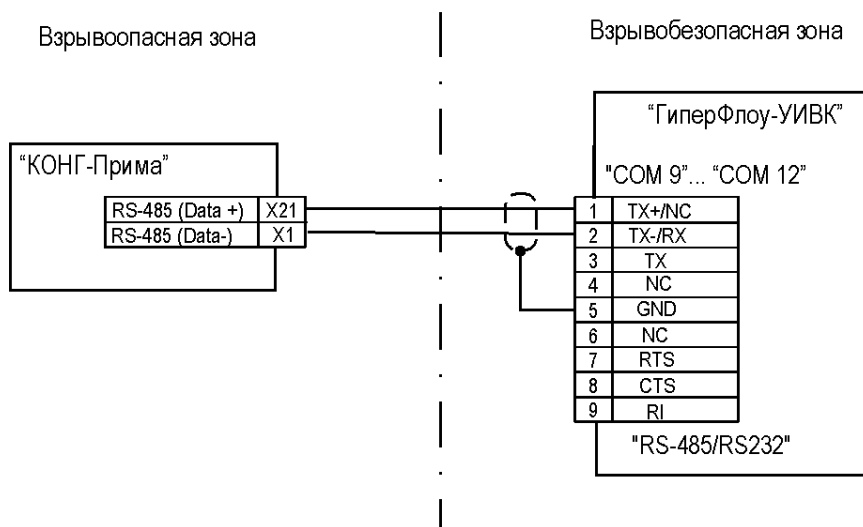 Взрывоопасная зона
Взрывобезопасная зона
“КОНГ-Прима”
RS-485 (Data +) X21
RS-485 (Data-) X1
“ГиперФлоу-УИВК”
"COM 9"... “COM 12”
1 TX+/NC
2 TX-/RX
3 TX
4 NC
5 GND
6 NC
7 RTS
8 CTS
9 RI
"RS-485/RS232"